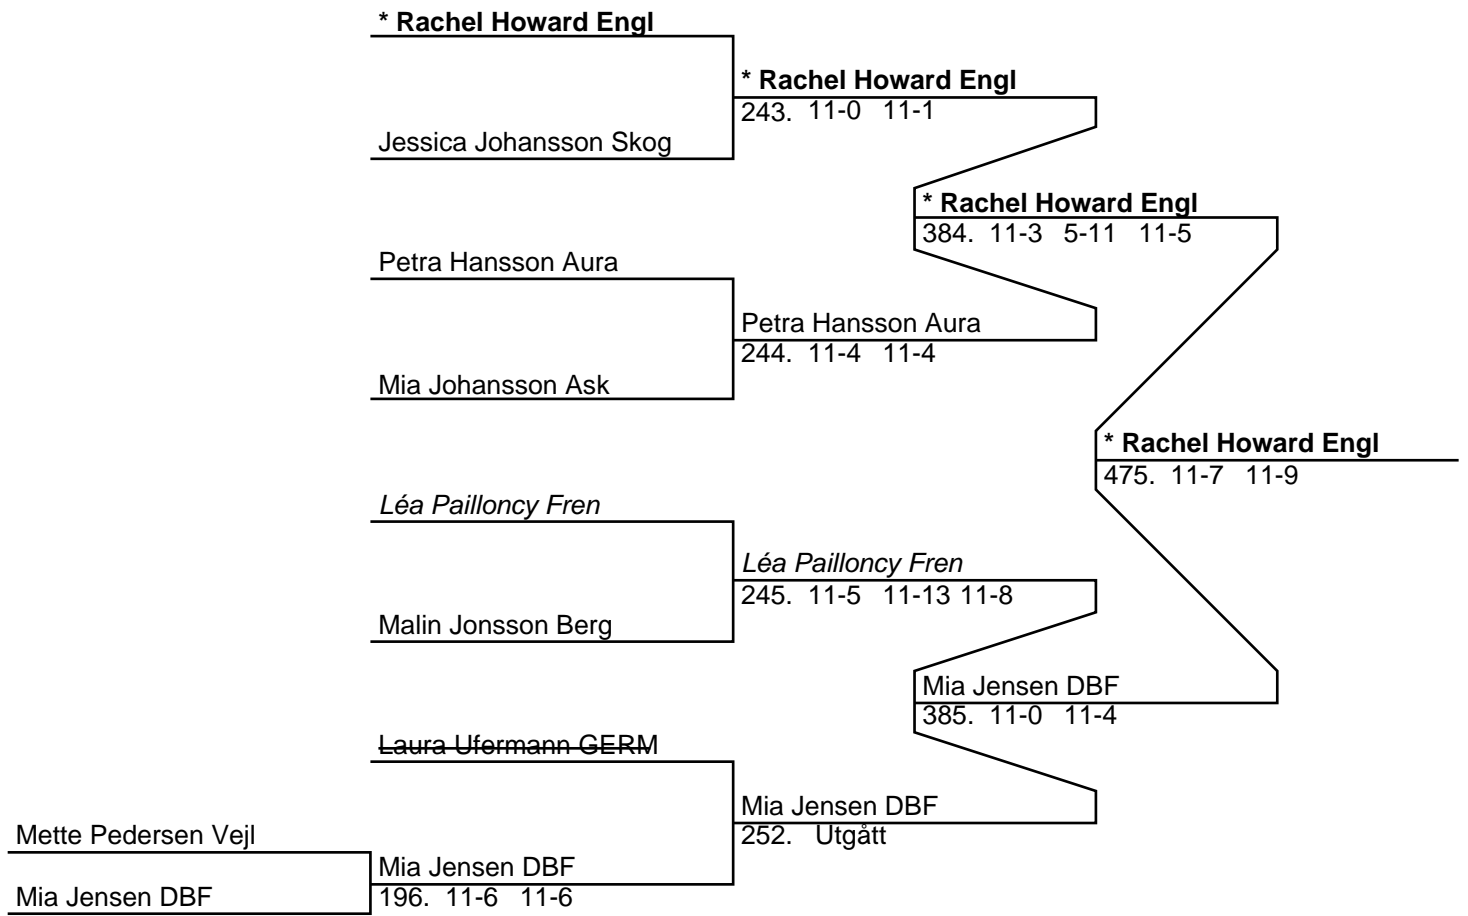 * Rachel Howard Engl
* Rachel Howard Engl
243. 11-0 11-1
Jessica Johansson Skog
* Rachel Howard Engl
384. 11-3 5-11 11-5
Petra Hansson Aura
Petra Hansson Aura
244. 11-4 11-4
Mia Johansson Ask
* Rachel Howard Engl
475. 11-7 11-9
Léa Pailloncy Fren
Léa Pailloncy Fren
245. 11-5 11-13 11-8
Malin Jonsson Berg
Mia Jensen DBF
385. 11-0 11-4
Laura Ufermann GERM
Mia Jensen DBF
252. Utgått
Mette Pedersen Vejl
Mia Jensen DBF
196. 11-6 11-6
Mia Jensen DBF